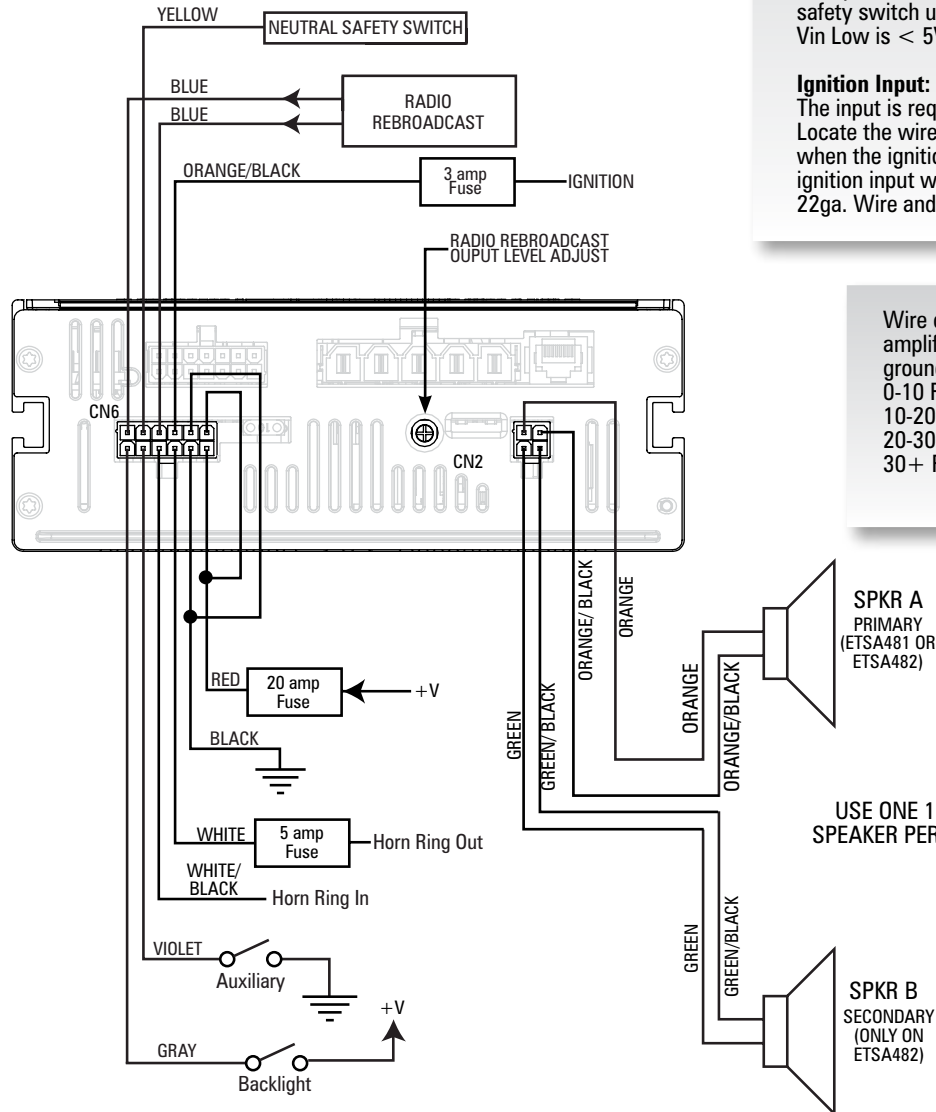 YELLOW
NEUTRAL SAFETY SWITCH
safety switch u
Vin Low is < 5V
BLUE
BLUE
RADIO
REBROADCAST
Ignition Input:
The input is req
Locate the wire
when the ignitio
ignition input w
22ga. Wire and
ORANGE/BLACK
3 amp
Fuse
IGNITION
RADIO REBROADCAST
OUPUT LEVEL ADJUST
Wire
amplif
ground
0-10 F
10-20
20-30
30+ F
CN6
CN2
ORANGE/ BLACK
ORANGE
GREEN
GREEN/ BLACK
ORANGE
ORANGE/BLACK
SPKR A
PRIMARY
(ETSA481 OR
ETSA482)
RED
20 amp
Fuse
+V
BLACK
WHITE
5 amp
Fuse
Horn Ring Out
WHITE/
BLACK
Horn Ring In
USE ONE 1
SPEAKER PER
VIOLET
Auxiliary
GREEN
GREEN/BLACK
+V
GRAY
Backlight
SPKR B
SECONDARY
(ONLY ON
ETSA482)